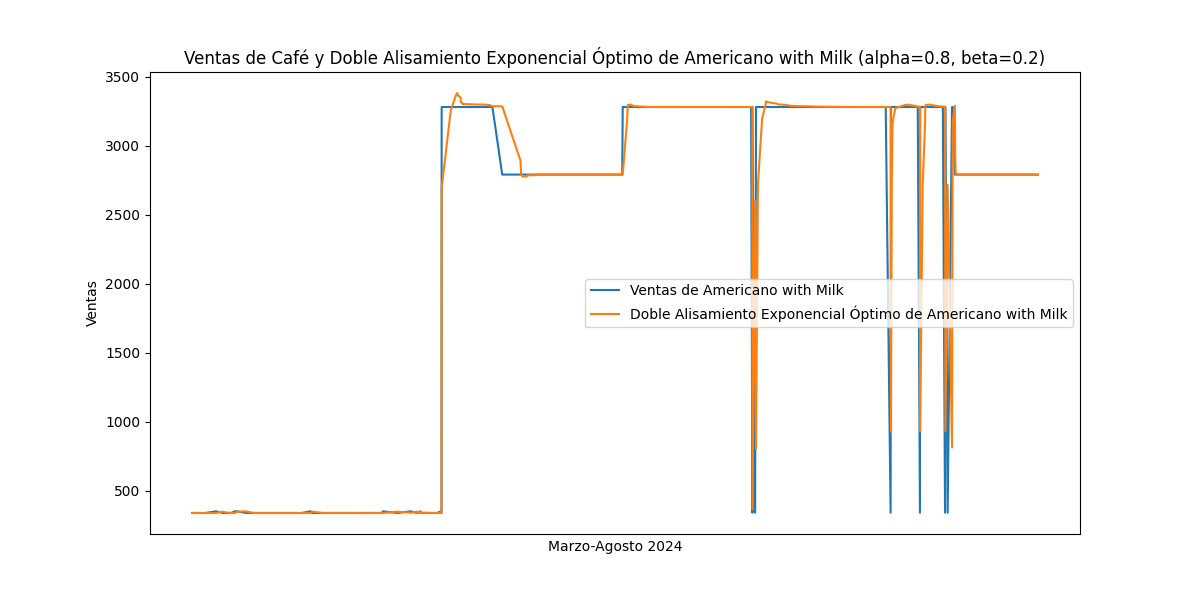 Ventas de Café y Doble Alisamiento Exponencial Óptimo de Americano with Milk (alpha=0.8, beta=0.2)
3500
3000
2500
2000
1500
1000
500
Ventas
Ventas de Americano with Milk
Doble Alisamiento Exponencial Óptimo de Americano with Milk
Marzo-Agosto 2024